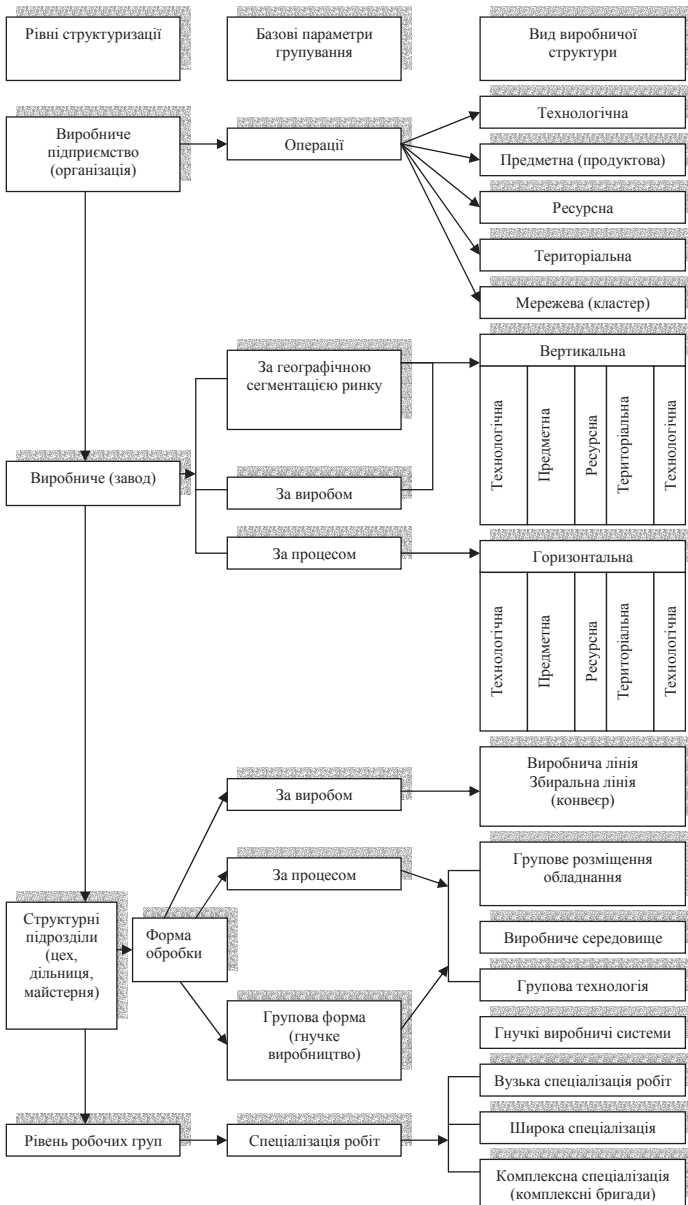 Рівні структуризації
Базові параметри
групування
Вид виробничої
структури
Виробниче
підприємство
(організація)
Операції
Технологічна
Предметна (продуктова)
Ресурсна
Територіальна
Мережева (кластер)
За географічною
сегментацією ринку
Вертикальна
Технологічна
Предметна
Ресурсна
Територіальна
Технологічна
Виробниче (завод)
За виробом
За процесом
Горизонтальна
Технологічна
Предметна
Ресурсна
Територіальна
Технологічна
За виробом
Виробнича лінія
Збиральна лінія
(конвеєр)
За процесом
Групове розміщення
обладнання
Структурні
підрозділи
(цех,
дільниця,
майстерня)
Форма
обробки
Виробниче середовище
Групова форма
(гнучке
виробництво)
Групова технологія
Гнучкі виробничі системи
Вузька спеціалізація робіт
Рівень робочих груп
Спеціалізація робіт
Широка спеціалізація
Комплексна спеціалізація
(комплексні бригади)